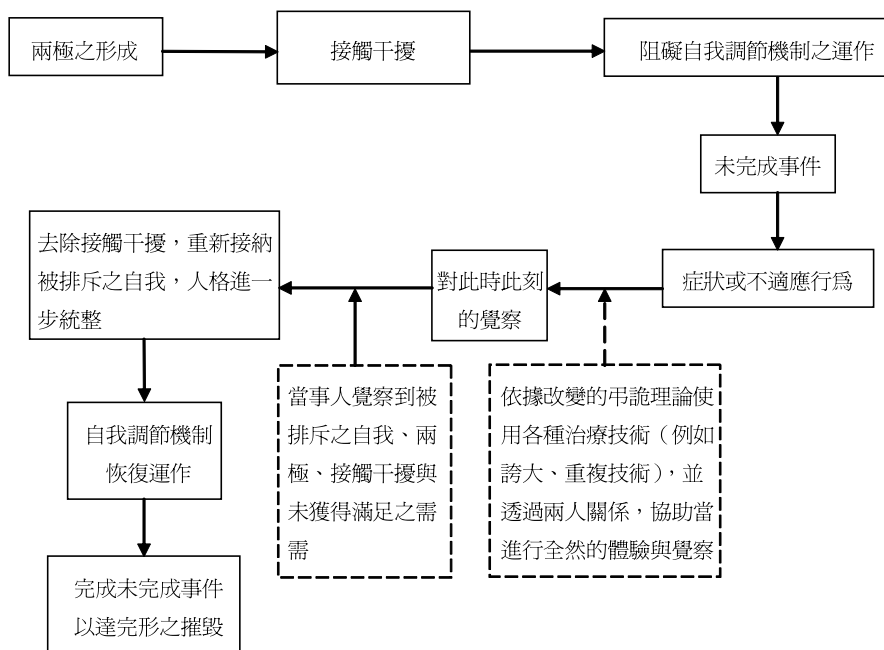 兩極之形成
接觸干擾
阻礙自我調節機制之運作
未完成事件
症狀或不適應行爲
對此時此刻
的覺察
去除接觸干擾，重新接納
被排斥之自我，人格進一
步統整
當事人覺察到被
排斥之自我、兩
極、接觸干擾與
未獲得滿足之需
需
依據改變的弔詭理論使
用各種治療技術（例如
誇大、重複技術），並
透過兩人關係，協助當
進行全然的體驗與覺察
自我調節機制
恢復運作
完成未完成事件
以達完形之摧毀